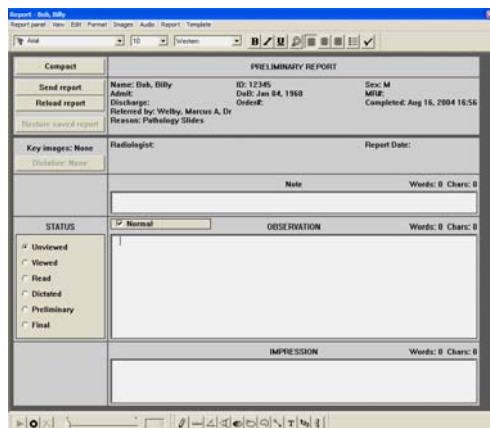 Report - Bob, Billy
Report panel View Edit Format Images Audio Report Template
Arial 10 Western B I U
Compact
PRELIMINARY REPORT
Send report
Reload report
Restore saved report
Name: Bob, Billy ID: 12345 Sex: M
Admit: DoB: Jan 04, 1968 MR#:
Discharge: Order#: Completed: Aug 16, 2004 16:56
Referred by: Welby, Marcus A, Dr
Reason: Pathology Slides
Key images: None
Dictation: None
Radiologist: Report Date:
Note Words: 0 Chars: 0
STATUS
Normal OBSERVATION Words: 0 Chars: 0
Unviewed
Viewed
Read
Dictated
Preliminary
Final
IMPRESSION Words: 0 Chars: 0
T